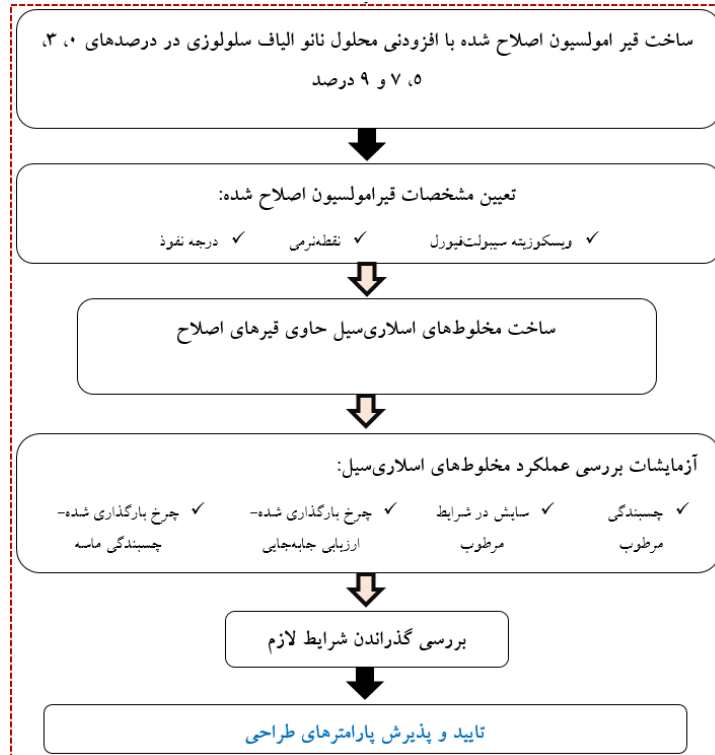 ساخت قیر امولسیون اصلاح شده با افزودنی محلول نانو الیاف سلولوزی در درصدهای ۰، ۳،
۵، ۷ و ۹ درصد
تعیین مشخصات قیرامولسیون اصلاح شده:
✓ ویسکوزیته سیبولت‌فیورل ✓ نقطه‌نرمی ✓ درجه نفوذ
ساخت مخلوط‌های اسلاری‌سیل حاوی قیرهای اصلاح
آزمایشات بررسی عملکرد مخلوط‌های اسلاری‌سیل:
✓ چسبندگی
مرطوب
✓ سایش در شرایط
مرطوب
✓ چرخ بارگذاری شده-
ارزیابی جابه‌جایی
✓ چرخ بارگذاری شده-
چسبندگی ماسه
بررسی گذراندن شرایط لازم
تایید و پذیرش پارامترهای طراحی